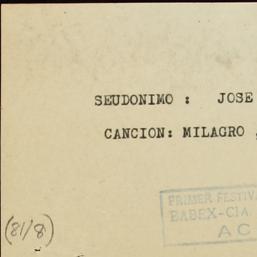 SEUDONIMO : JOSE
CANCION: MILAGRO ,
PRIMER FESTIVA
BABEX-CIA.
AC
(81/8)